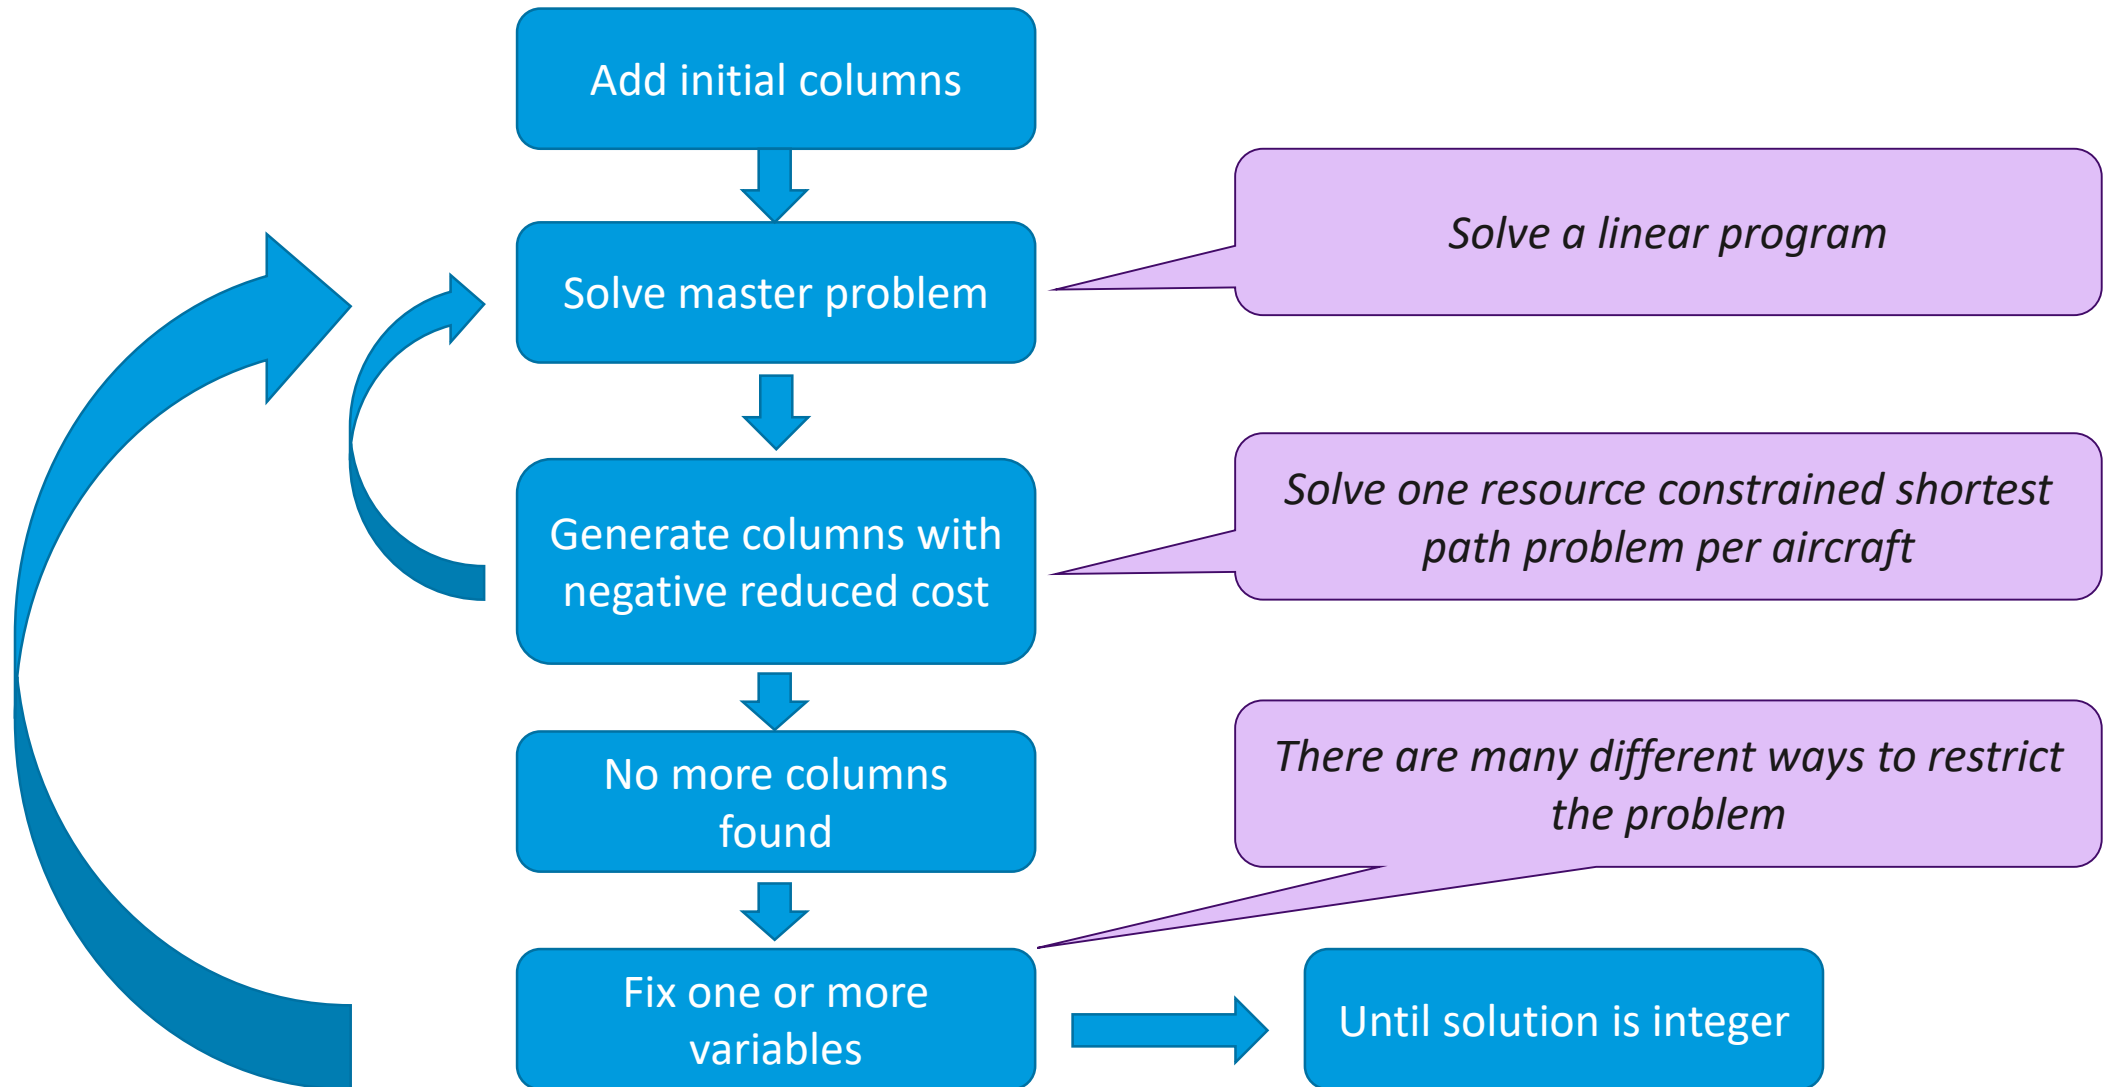 Add initial columns
Solve a linear program
Solve master problem
Solve one resource constrained shortest
path problem per aircraft
Generate columns with
negative reduced cost
There are many different ways to restrict
the problem
No more columns
found
Fix one or more
variables
Until solution is integer